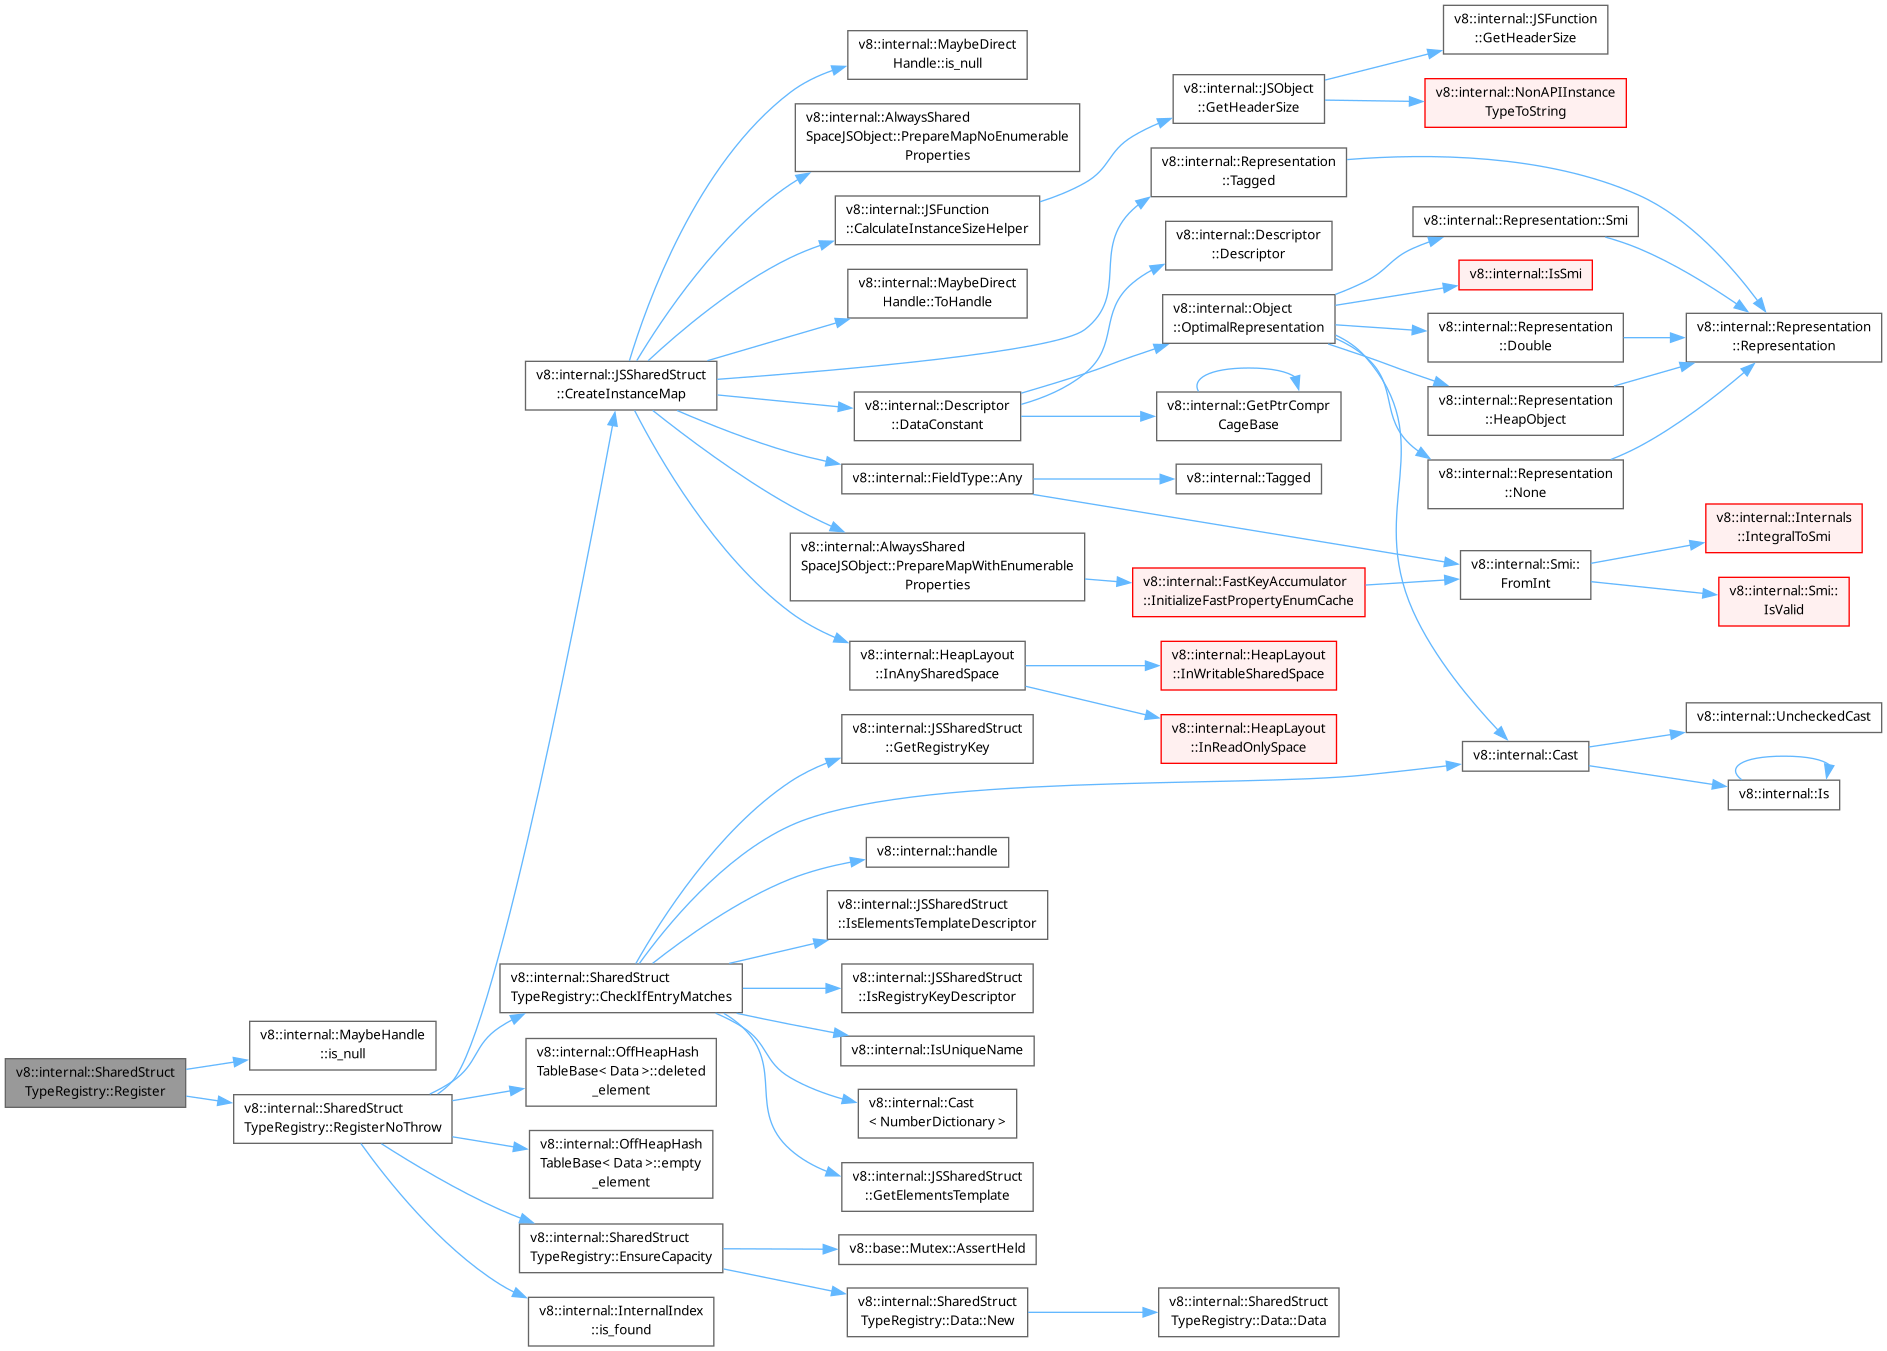 v8::internal::SharedStruct
TypeRegistry::Register
v8::internal::MaybeHandle
::is_null
v8::internal::SharedStruct
TypeRegistry::RegisterNoThrow
v8::internal::JSSharedStruct
::CreateInstanceMap
v8::internal::SharedStruct
TypeRegistry::CheckIfEntryMatches
v8::internal::OffHeapHash
TableBase< Data >::deleted
_element
v8::internal::OffHeapHash
TableBase< Data >::empty
_element
v8::internal::SharedStruct
TypeRegistry::EnsureCapacity
v8::internal::InternalIndex
::is_found
v8::internal::MaybeDirect
Handle::is_null
v8::internal::AlwaysShared
SpaceJSObject::PrepareMapNoEnumerable
Properties
v8::internal::JSFunction
::CalculateInstanceSizeHelper
v8::internal::MaybeDirect
Handle::ToHandle
v8::internal::Descriptor
::DataConstant
v8::internal::FieldType::Any
v8::internal::AlwaysShared
SpaceJSObject::PrepareMapWithEnumerable
Properties
v8::internal::HeapLayout
::InAnySharedSpace
v8::internal::JSSharedStruct
::GetRegistryKey
v8::internal::handle
v8::internal::JSSharedStruct
::IsElementsTemplateDescriptor
v8::internal::JSSharedStruct
::IsRegistryKeyDescriptor
v8::internal::IsUniqueName
v8::internal::Cast
< NumberDictionary >
v8::internal::JSSharedStruct
::GetElementsTemplate
v8::base::Mutex::AssertHeld
v8::internal::SharedStruct
TypeRegistry::Data::New
v8::internal::JSObject
::GetHeaderSize
v8::internal::Representation
::Tagged
v8::internal::Descriptor
::Descriptor
v8::internal::Object
::OptimalRepresentation
v8::internal::GetPtrCompr
CageBase
v8::internal::Tagged
v8::internal::FastKeyAccumulator
::InitializeFastPropertyEnumCache
v8::internal::HeapLayout
::InWritableSharedSpace
v8::internal::HeapLayout
::InReadOnlySpace
v8::internal::SharedStruct
TypeRegistry::Data::Data
v8::internal::JSFunction
::GetHeaderSize
v8::internal::NonAPIInstance
TypeToString
v8::internal::Representation::Smi
v8::internal::IsSmi
v8::internal::Representation
::Double
v8::internal::Representation
::HeapObject
v8::internal::Representation
::None
v8::internal::Smi::
FromInt
v8::internal::Cast
v8::internal::Representation
::Representation
v8::internal::Internals
::IntegralToSmi
v8::internal::Smi::
IsValid
v8::internal::UncheckedCast
v8::internal::Is